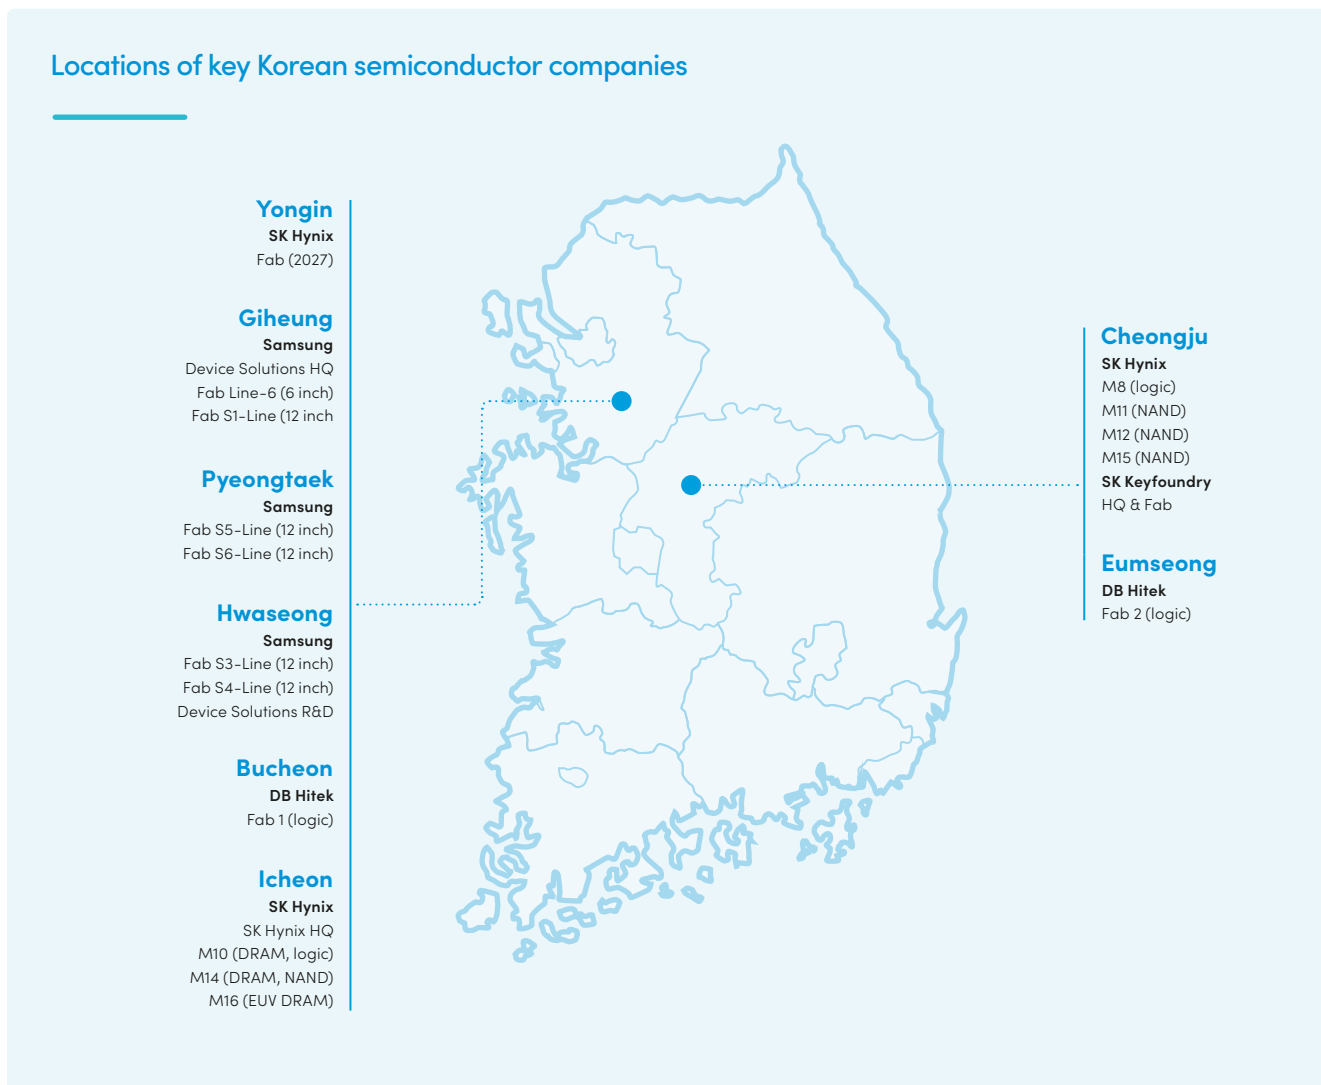 Locations of key Korean semiconductor companies
Yongin
SK Hynix
Fab (2027)
Giheung
Samsung
Device Solutions HQ
Fab Line-6 (6 inch)
Fab S1-Line (12 inch
Pyeongtaek
Samsung
Fab S5-Line (12 inch)
Fab S6-Line (12 inch)
Hwaseong
Samsung
Fab S3-Line (12 inch)
Fab S4-Line (12 inch)
Device Solutions R&D
Bucheon
DB Hitek
Fab 1 (logic)
Icheon
SK Hynix
SK Hynix HQ
M10 (DRAM, logic)
M14 (DRAM, NAND)
M16 (EUV DRAM)
Cheongju
SK Hynix
M8 (logic)
M11 (NAND)
M12 (NAND)
M15 (NAND)
SK Keyfoundry
HQ & Fab
Eumseong
DB Hitek
Fab 2 (logic)